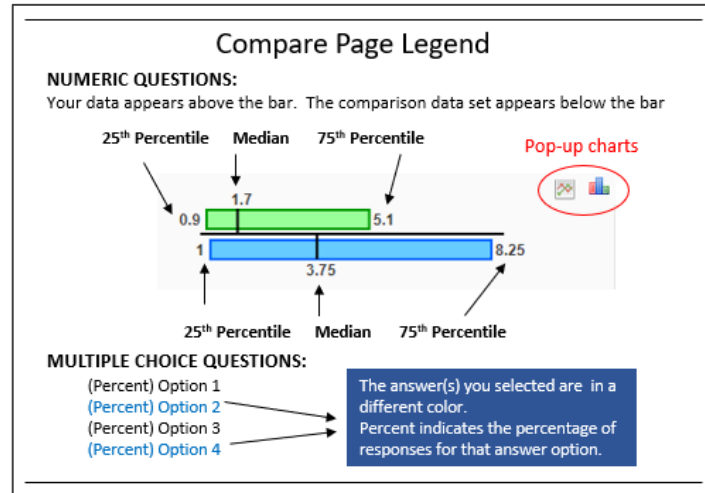 Compare Page Legend
NUMERIC QUESTIONS:
Your data appears above the bar.  The comparison data set appears below the bar
25th Percentile Median 75th Percentile
Pop-up charts
1.7
0.9 5.1
1 8.25
3.75
25th Percentile Median 75th Percentile
MULTIPLE CHOICE QUESTIONS:
(Percent) Option 1
(Percent) Option 2
(Percent) Option 3
(Percent) Option 4
The answer(s) you selected are  in a
different color.
Percent indicates the percentage of
responses for that answer option.